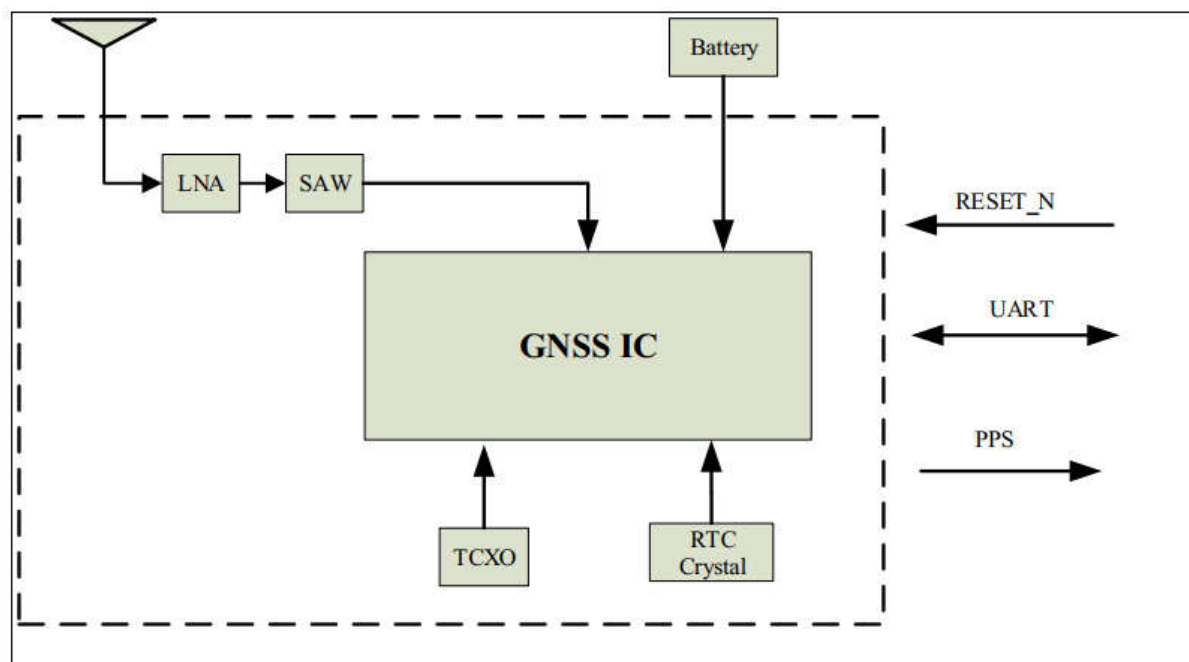 Battery
LNA
SAW
RESET_N
UART
GNSS IC
PPS
TCXO
RTC
Crystal